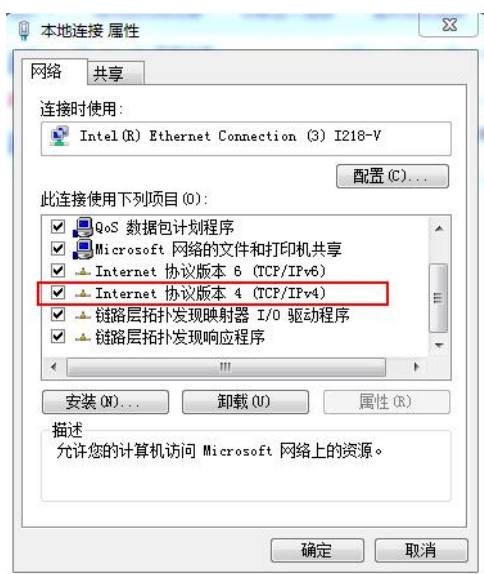 本地连接 属性
网络 共享
连接时使用:
Intel(R) Ethernet Connection (3) I218-V
配置(C)...
此连接使用下列项目(O):
QoS 数据包计划程序
Microsoft 网络的文件和打印机共享
Internet 协议版本 6 (TCP/IPv6)
Internet 协议版本 4 (TCP/IPv4)
链路层拓扑发现映射器 I/O 驱动程序
链路层拓扑发现响应程序
安装(N)... 卸载(U) 属性(R)
描述
允许您的计算机访问 Microsoft 网络上的资源。
确定 取消